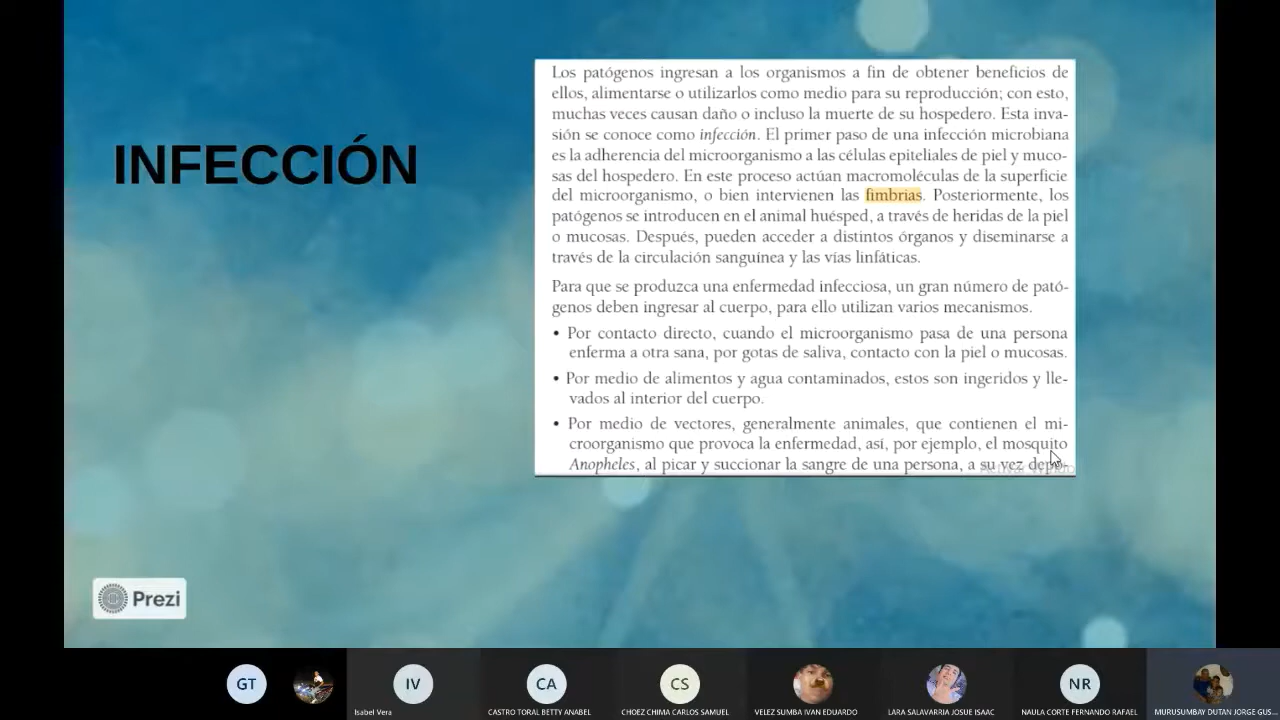 INFECCIÓN
Los patógenos ingresan a los organismos a fin de obtener beneficios de
ellos, alimentarse o utilizarlos como medio para su reproducción; con esto,
muchas veces causan daño o incluso la muerte de su hospedero. Esta inva-
sión se conoce como infección. El primer paso de una infección microbiana
es la adherencia del microorganismo a las células epiteliales de piel y muco-
sas del hospedero. En este proceso actúan macromoléculas de la superficie
del microorganismo, o bien intervienen las fimbrias. Posteriormente, los
patógenos se introducen en el animal huésped, a través de heridas de la piel
o mucosas. Después, pueden acceder a distintos órganos y diseminarse a
través de la circulación sanguínea y las vías linfáticas.
Para que se produzca una enfermedad infecciosa, un gran número de pató-
genos deben ingresar al cuerpo, para ello utilizan varios mecanismos.
• Por contacto directo, cuando el microorganismo pasa de una persona
enferma a otra sana, por gotas de saliva, contacto con la piel o mucosas.
• Por medio de alimentos y agua contaminados, estos son ingeridos y lle-
vados al interior del cuerpo.
• Por medio de vectores, generalmente animales, que contienen el mi-
croorganismo que provoca la enfermedad, así, por ejemplo, el mosquito
Anopheles, al picar y succionar la sangre de una persona, a su vez
Prezi
GT
IV
CA
CS
NR
Isabel Vera
CASTRO TORAL BETTY ANABEL
CHOEZ CHIMA CARLOS SAMUEL
VELEZ SUMBA IVAN EDUARDO
LARA SALAVARRIA JOSUE ISAAC
NAULA CORTE FERNANDO RAFAEL
MURUSUMBAY DUTAN JORGE GUS...